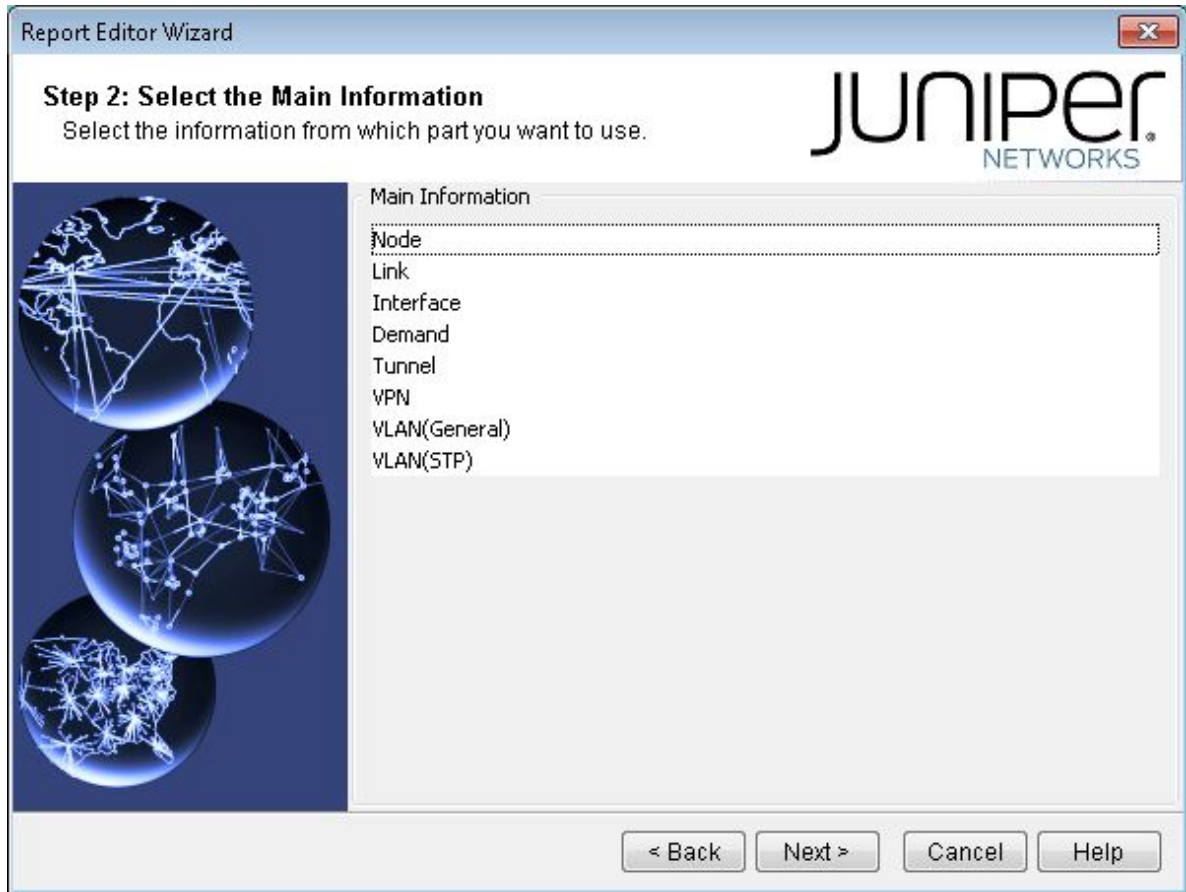 Report Editor Wizard
Step 2: Select the Main Information
Select the information from which part you want to use.
JUNIPER
NETWORKS
Main Information
Node
Link
Interface
Demand
Tunnel
VPN
VLAN(General)
VLAN(STP)
< Back
Next >
Cancel
Help